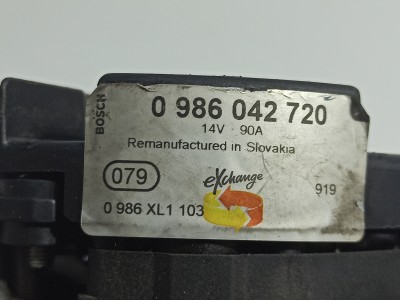 BOSCH
0 986 042 720
14V 90A
Remanufactured in Slovakia
079
eXchange
919
0 986 XL1 103